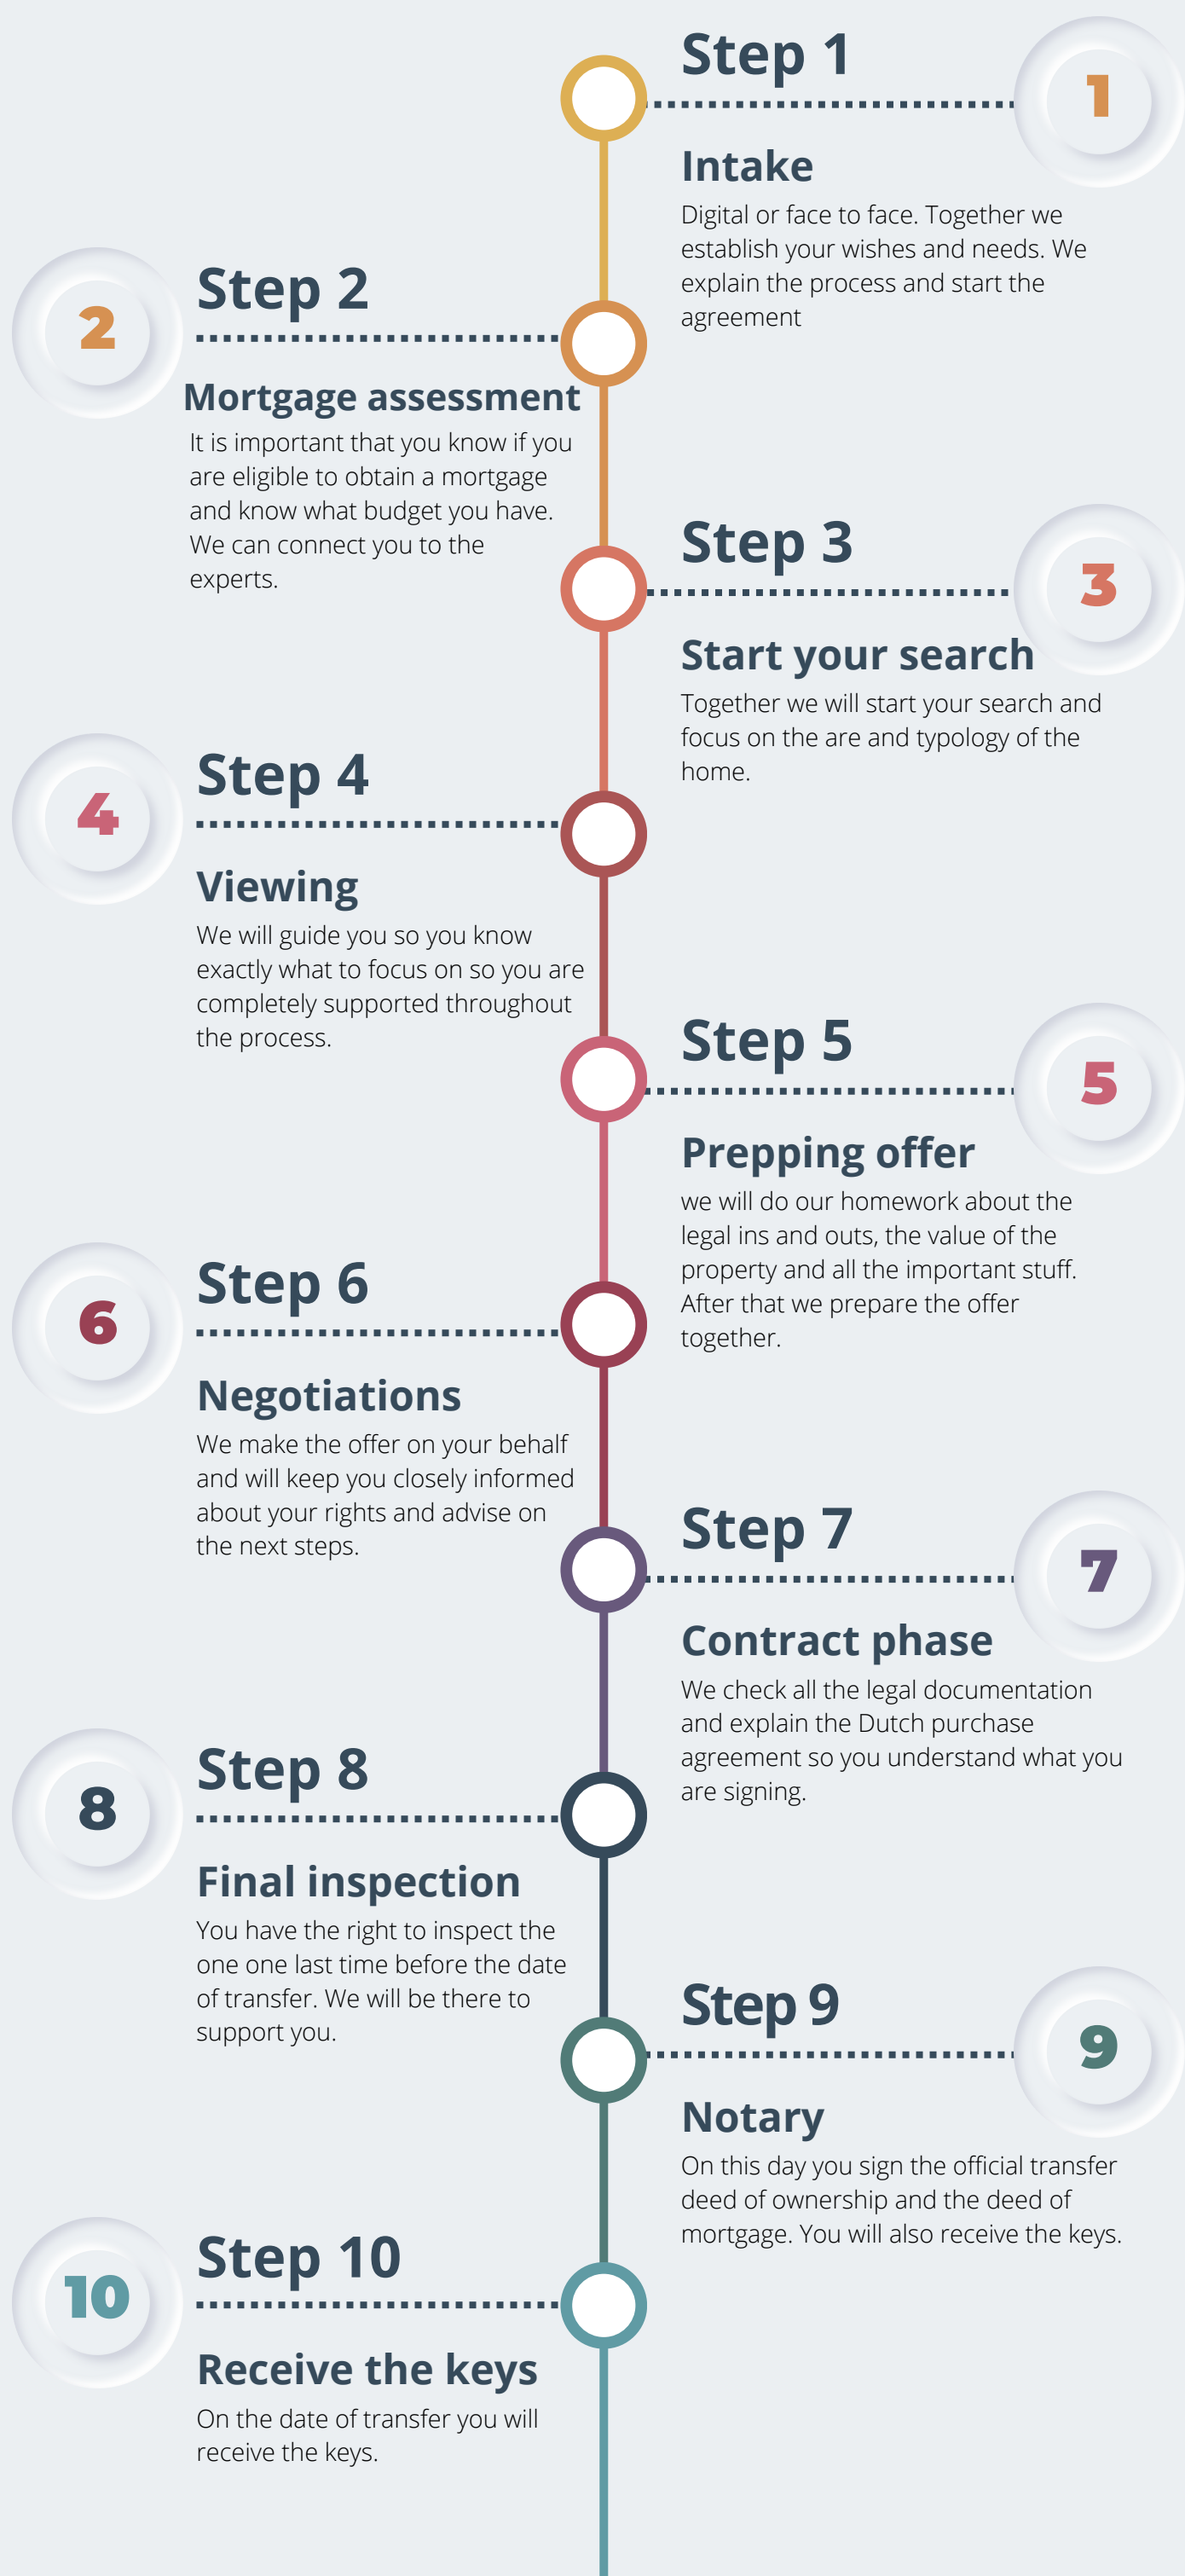 Step 1
1
Intake
Digital or face to face. Together we
establish your wishes and needs. We
explain the process and start the
agreement
Step 2
2
Mortgage assessment
It is important that you know if you
are eligible to obtain a mortgage
and know what budget you have.
We can connect you to the
experts.
Step 3
3
Start your search
Together we will start your search and
focus on the are and typology of the
home.
Step 4
4
Viewing
We will guide you so you know
exactly what to focus on so you are
completely supported throughout
the process.
Step 5
5
Prepping offer
we will do our homework about the
legal ins and outs, the value of the
property and all the important stuff.
After that we prepare the offer
together.
Step 6
6
Negotiations
We make the offer on your behalf
and will keep you closely informed
about your rights and advise on
the next steps.
Step 7
7
Contract phase
We check all the legal documentation
and explain the Dutch purchase
agreement so you understand what you
are signing.
Step 8
8
Final inspection
You have the right to inspect the
one one last time before the date
of transfer. We will be there to
support you.
Step 9
9
Notary
On this day you sign the official transfer
deed of ownership and the deed of
mortgage. You will also receive the keys.
Step 10
10
Receive the keys
On the date of transfer you will
receive the keys.